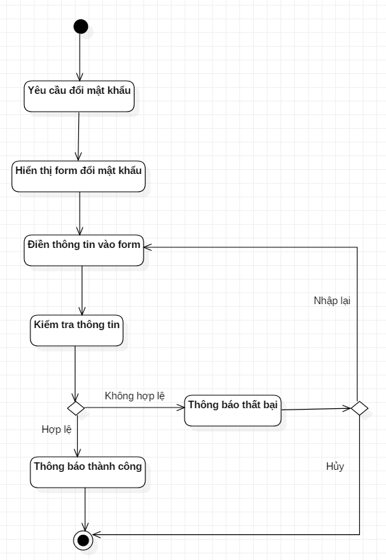 Yêu cầu đổi mật khẩu
Hiển thị form đổi mật khẩu
Điền thông tin vào form
Nhập lại
Kiểm tra thông tin
Không hợp lệ
Thông báo thất bại
Hợp lệ
Thông báo thành công
Hủy